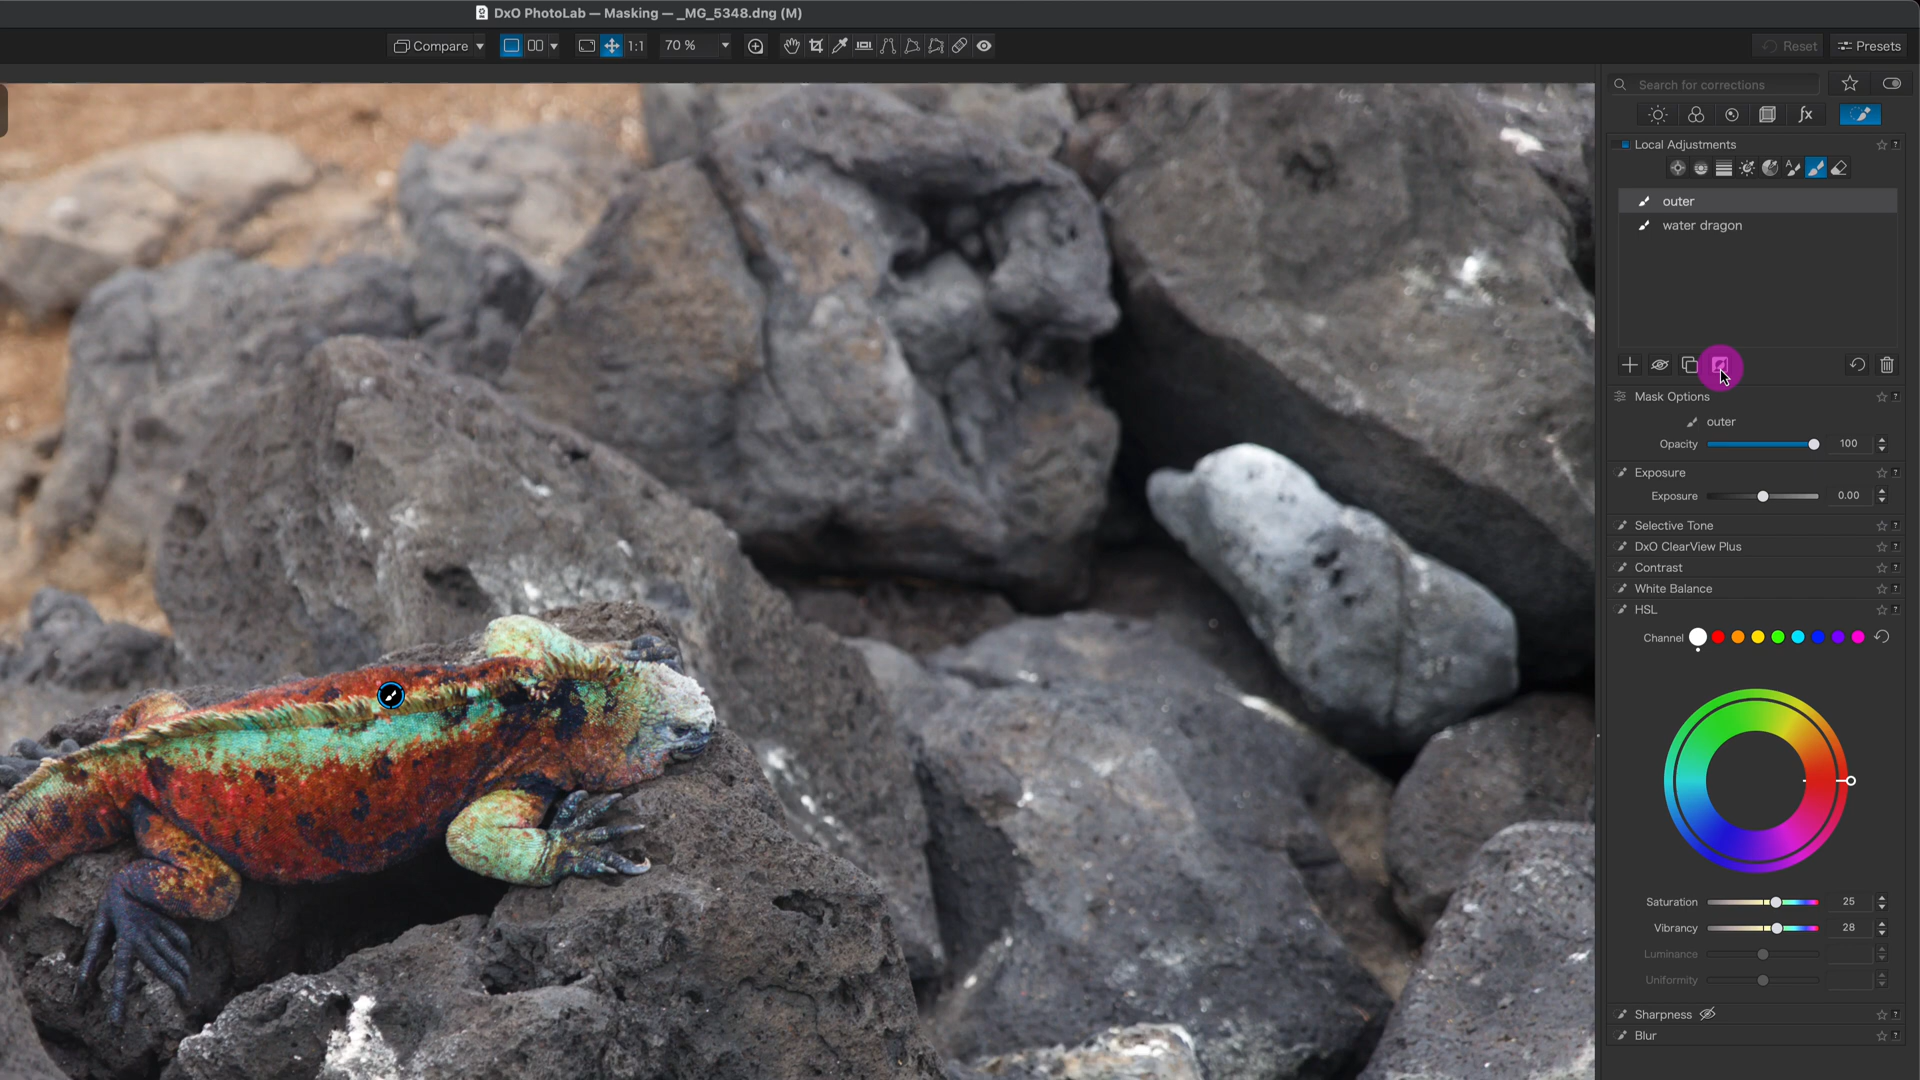 DxO PhotoLab — Masking — _MG_5348.dng (M)
Compare 1:1 70 % Reset Presets
Search for corrections
fx
Local Adjustments ?
outer
water dragon
Mask Options ?
outer
Opacity 100
Exposure ?
Exposure 0.00
Selective Tone ?
DxO ClearView Plus ?
Contrast ?
White Balance ?
HSL ?
Channel
Saturation 25
Vibrancy 28
Luminance
Uniformity
Sharpness ?
Blur ?